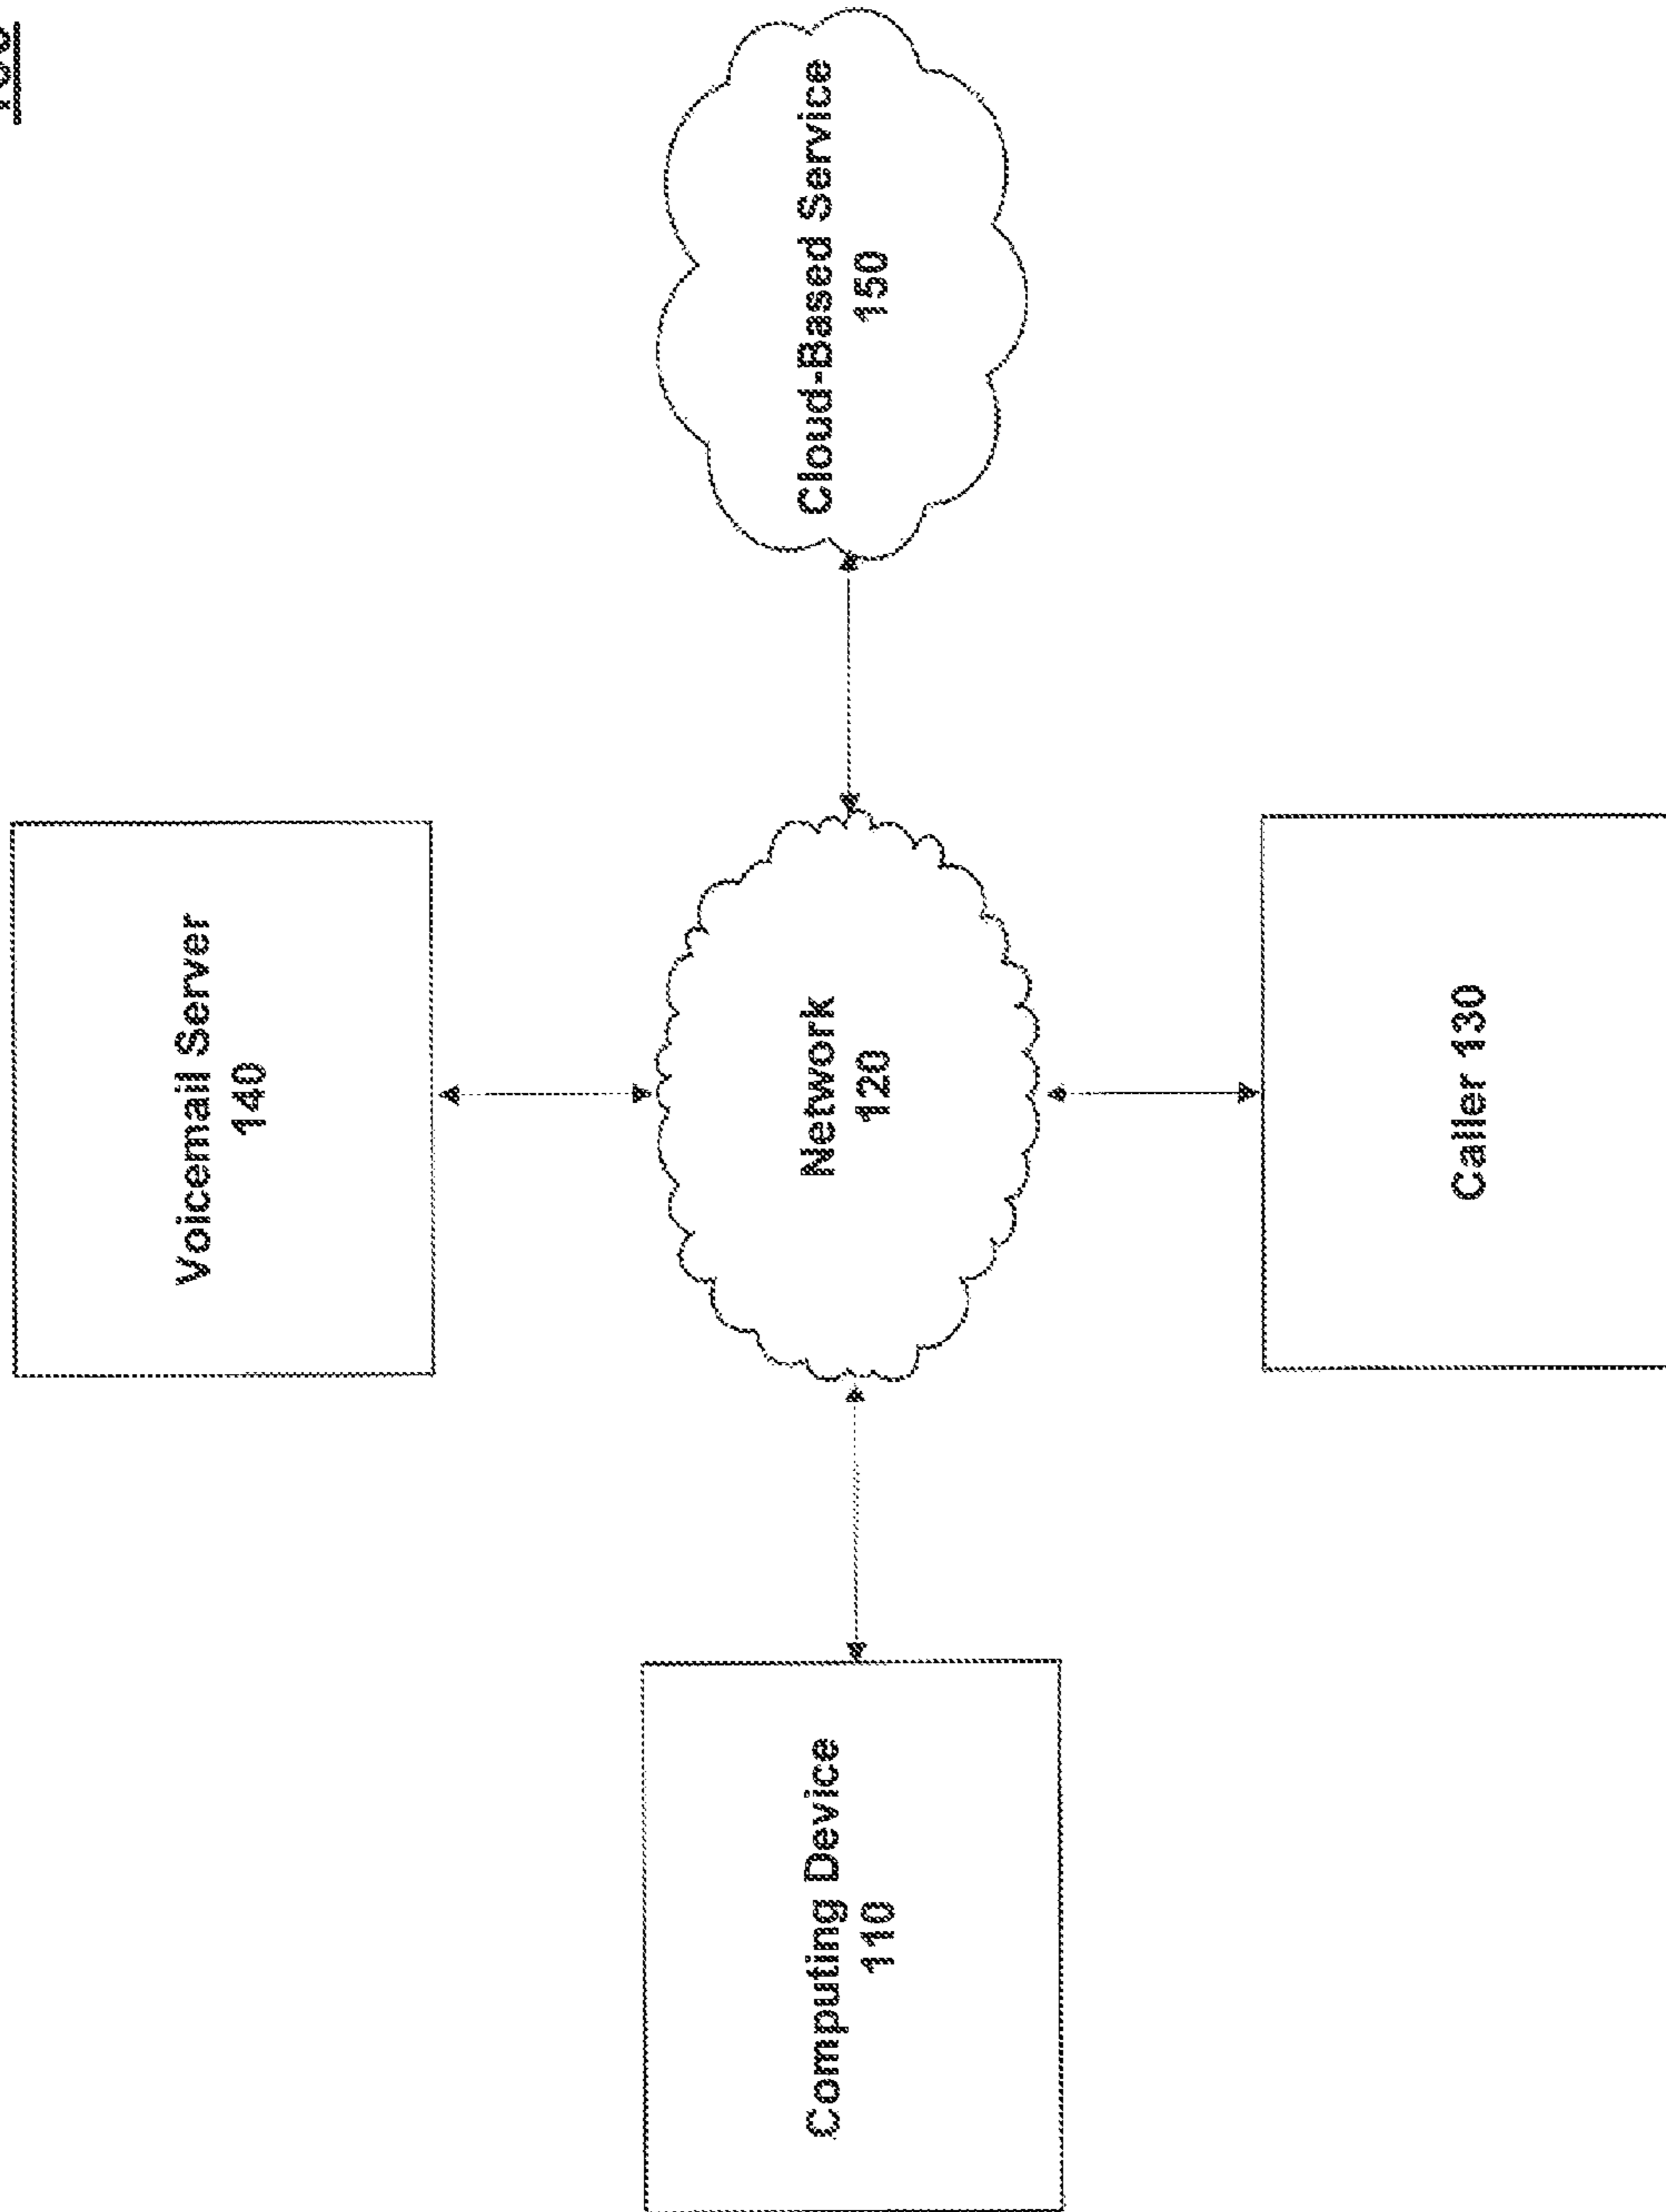 Voicemail Server
140
Computing Device
110
Network
120
Cloud-Based Service
150
Caller 130